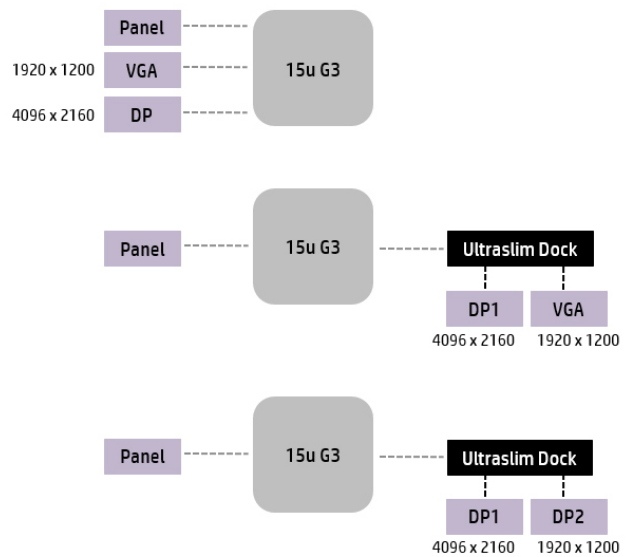 Panel
1920 x 1200 VGA 15u G3
4096 x 2160 DP
Panel 15u G3 Ultraslim Dock
DP1 VGA
4096 x 2160 1920 x 1200
Panel 15u G3 Ultraslim Dock
DP1 DP2
4096 x 2160 1920 x 1200